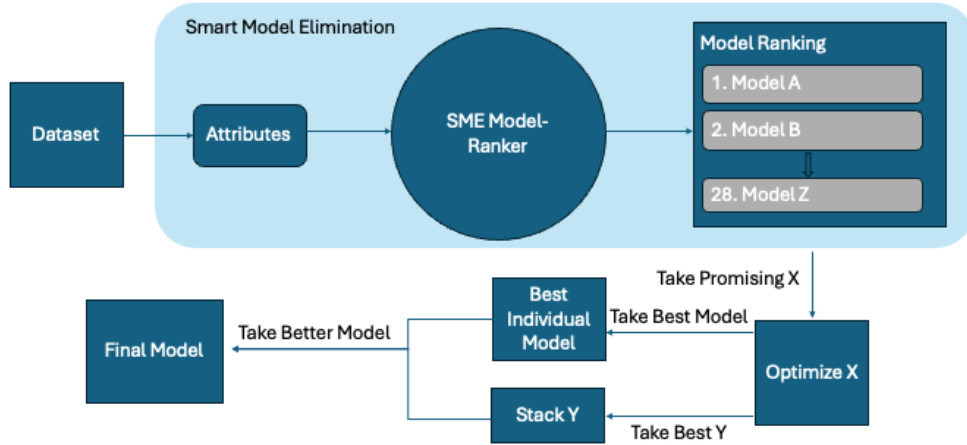 Smart Model Elimination
Dataset
Attributes
SME Model-
Ranker
Model Ranking
1. Model A
2. Model B
28. Model Z
Take Promising X
Optimize X
Take Best Model
Best
Individual
Model
Take Best Y
Stack Y
Take Better Model
Final Model